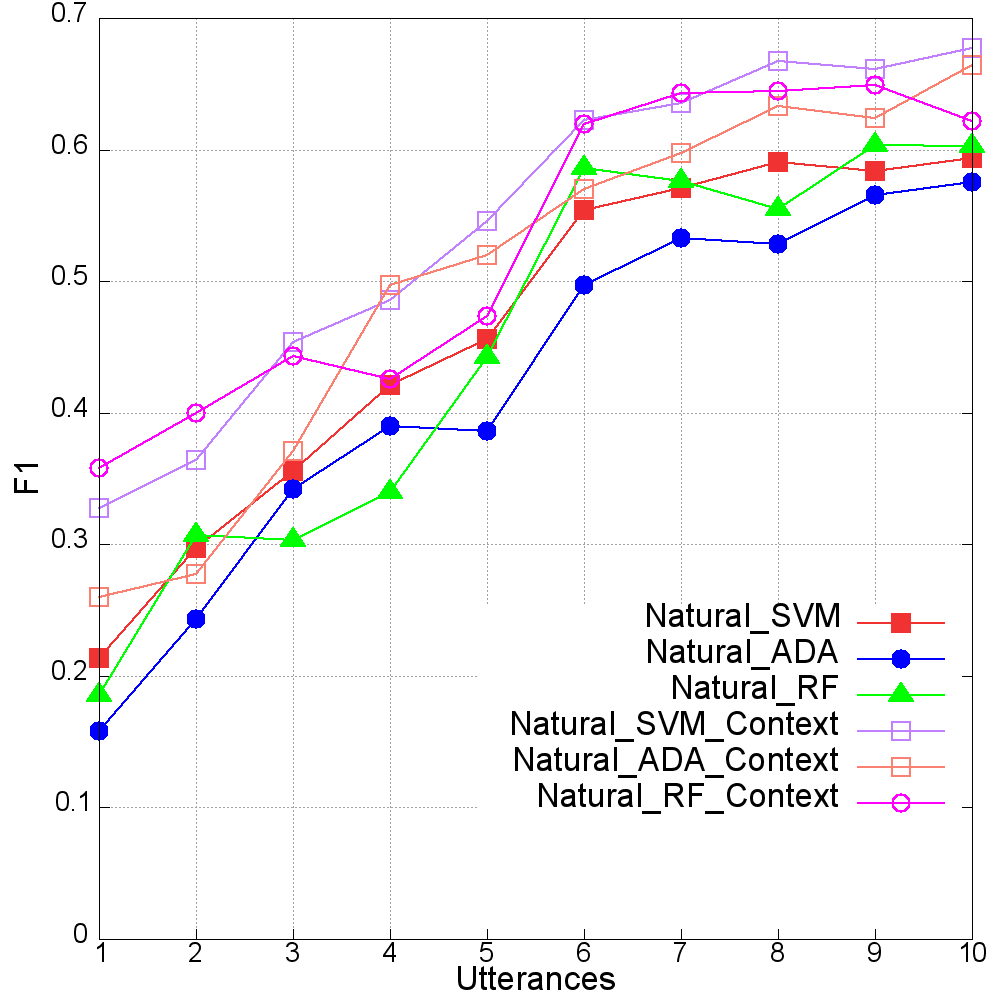 0.7
0.6
0.5
0.4
0.3
0.2
0.1
0
F1
Natural_SVM
Natural_ADA
Natural_RF
Natural_SVM_Context
Natural_ADA_Context
Natural_RF_Context
1 2 3 4 5 6 7 8 9 10
Utterances